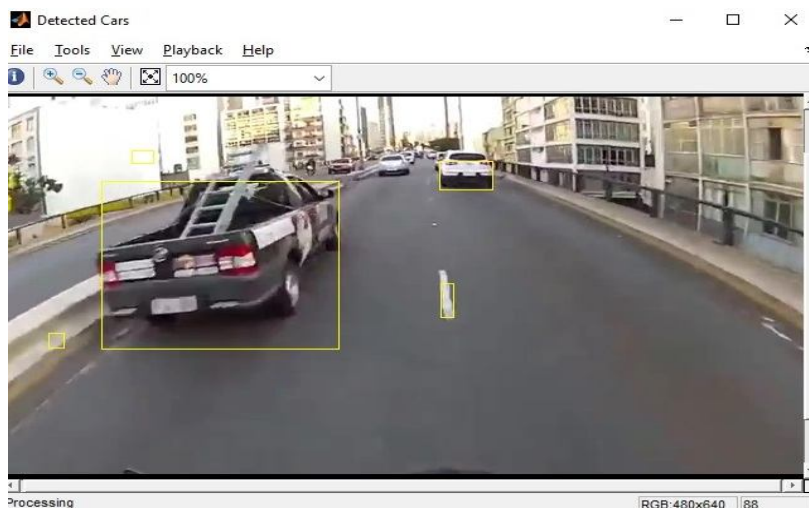 Detected Cars
File Tools View Playback Help
100%
Processing
RGB:480x640 88